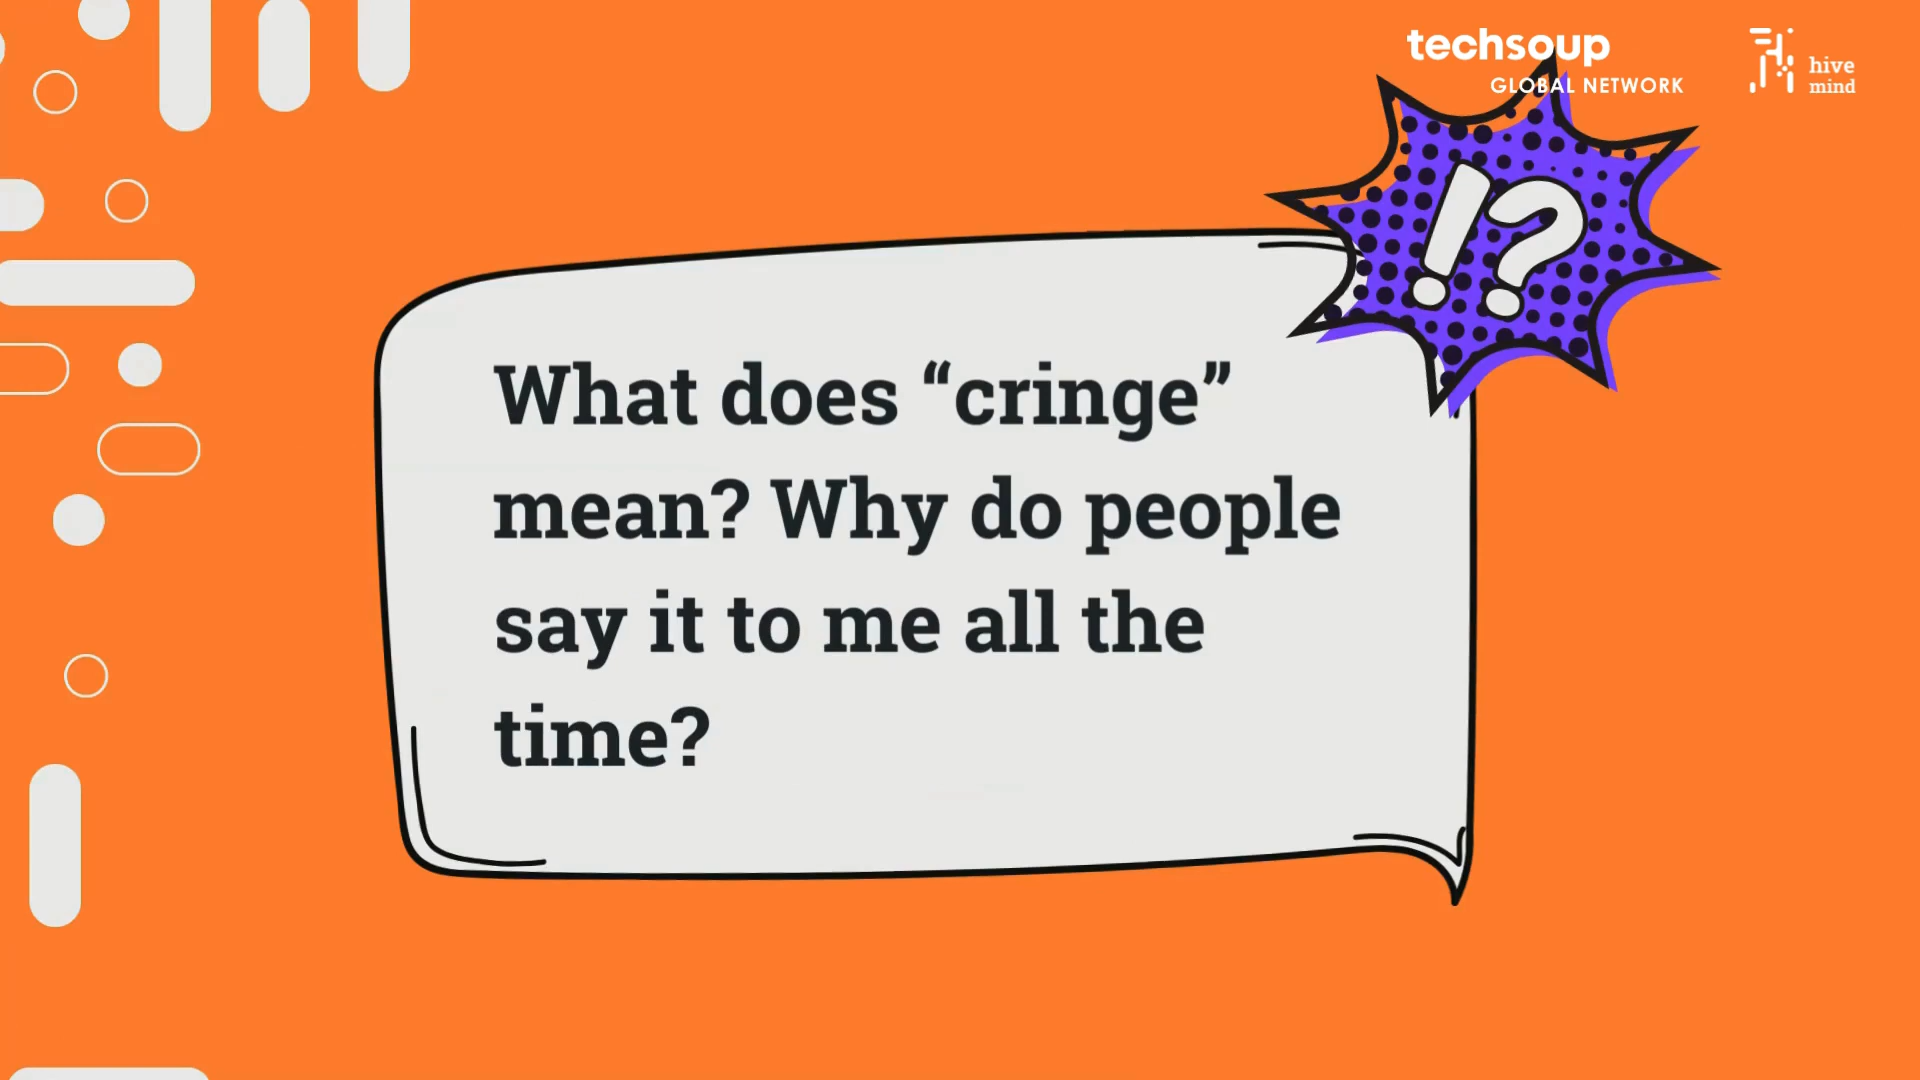 techsoup
GLOBAL NETWORK
hive
mind
!?
What does “cringe”
mean? Why do people
say it to me all the
time?